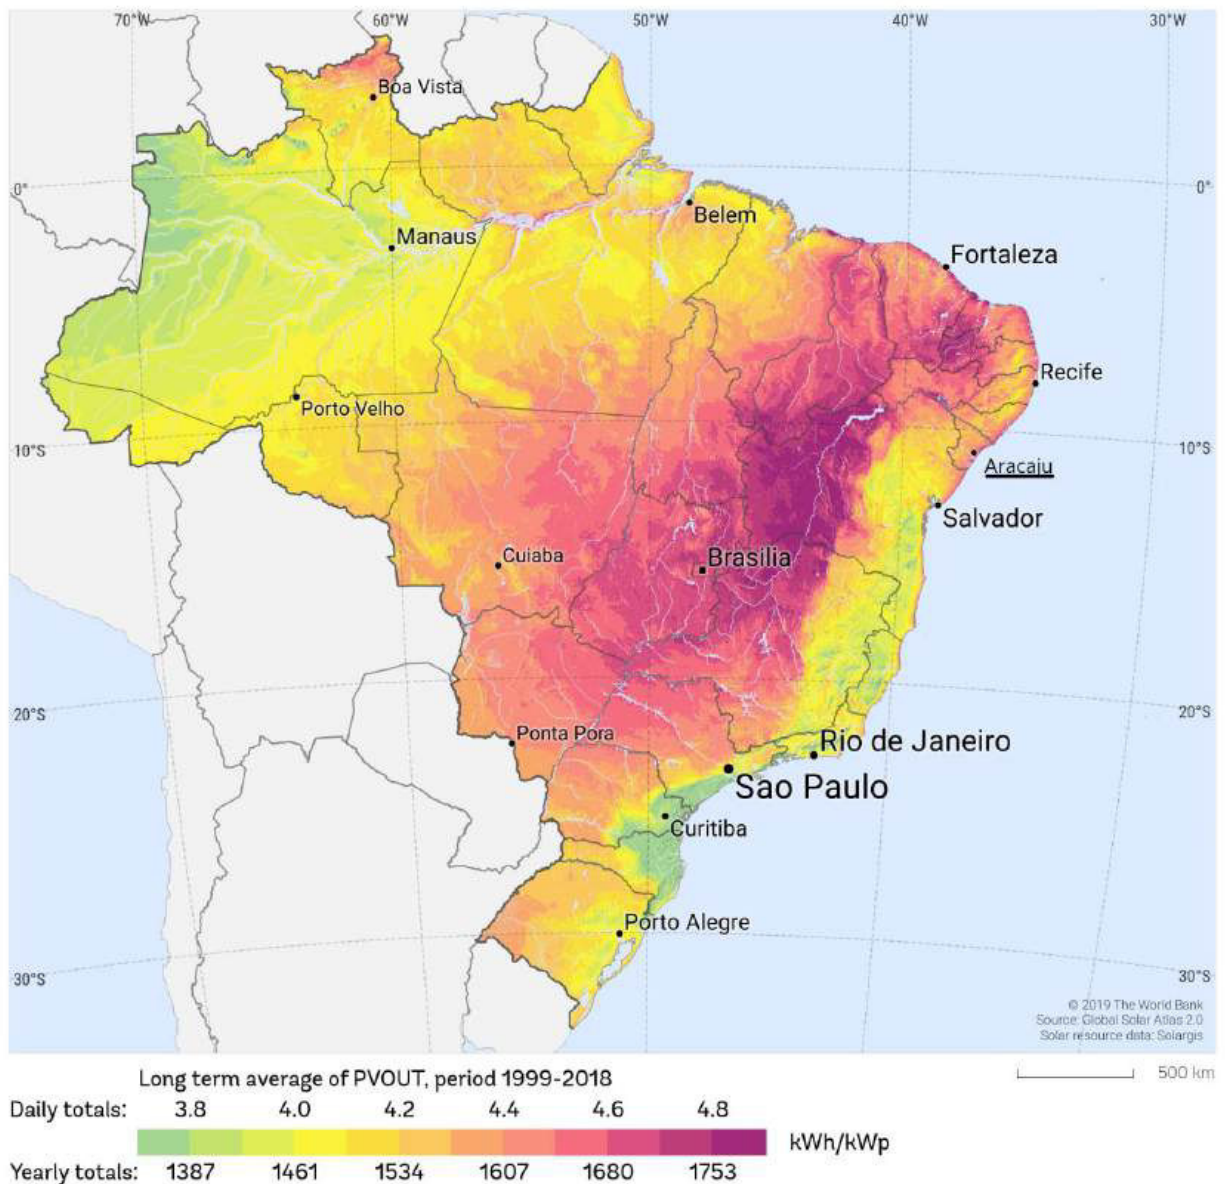 70°W 60°W 50°W 40°W 30°W
Boa Vista
0° 0°
Belem
Manaus
Fortaleza
Recife
Porto Velho
10°S 10°S
Aracaju
Salvador
Cuiaba
Brasilia
20°S 20°S
Ponta Pora
Rio de Janeiro
Sao Paulo
Curitiba
Porto Alegre
30°S 30°S
© 2019 The World Bank
Source: Global Solar Atlas 2.0
Solar resource data: Solargis
500 km
Long term average of PVOUT, period 1999-2018
Daily totals: 3.8 4.0 4.2 4.4 4.6 4.8
kWh/kWp
Yearly totals: 1387 1461 1534 1607 1680 1753